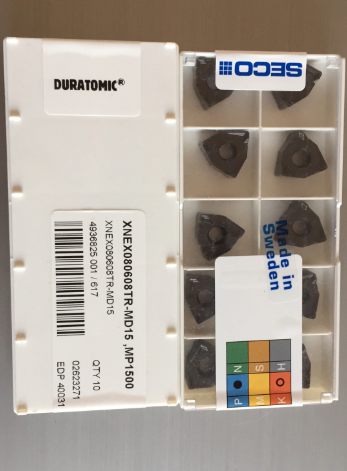 DURATOMIC®
XNEX080608TR-MD15 ,MP1500
XNEX080608TR-MD15
4936825 001 / 617
QTY 10
02623271
EDP 40031
SECO
Made in
Sweden
P M K
N S H